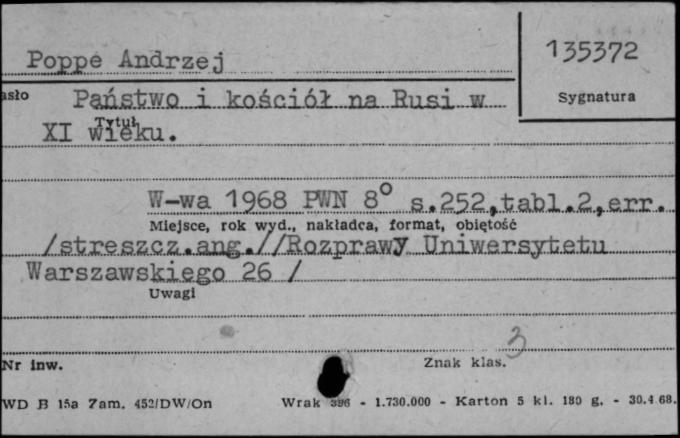 Poppe Andrzej
135372
Sygnatura
asło Państwo i kościół na Rusi w
XI wieku.
Tytuł
W-wa 1968 PWN 8° s.252,tabl.2,err.
Miejsce, rok wyd., nakładca, format, objętość
/streszcz.ang.//Rozprawy Uniwersytetu
Warszawskiego 26 /
Uwagi
3
Nr inw.
Znak klas.
WD B 15a Zam. 452/DW/On Wrak 396 - 1.730.000 - Karton 5 kl. 180 g. - 30.4.68.